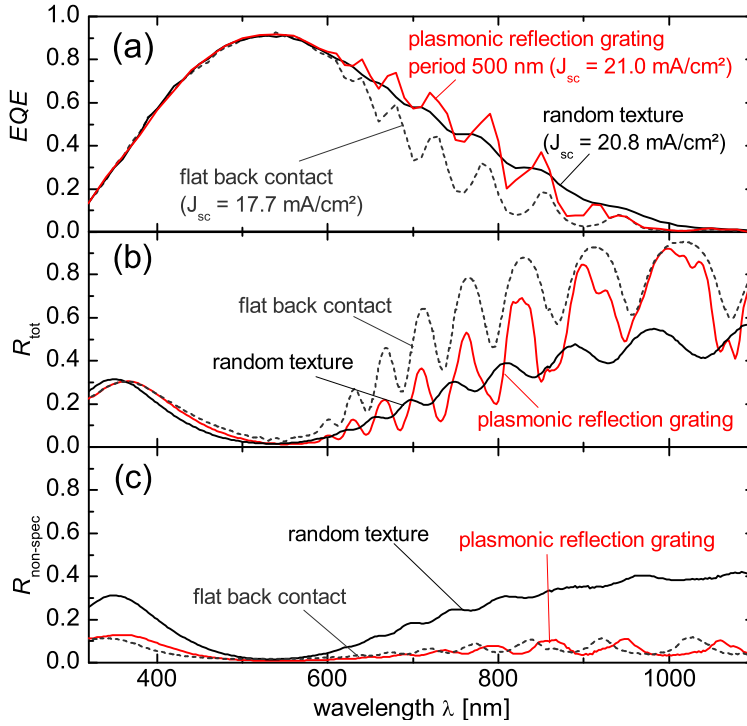 (a)
EQE
1.0
0.8
0.6
0.4
0.2
0.0
plasmonic reflection grating
period 500 nm (Jsc = 21.0 mA/cm²)
random texture
(Jsc = 20.8 mA/cm²)
flat back contact
(Jsc = 17.7 mA/cm²)
(b)
Rtot
0.8
0.6
0.4
0.2
0.0
flat back contact
random texture
plasmonic reflection grating
(c)
Rnon-spec
0.8
0.6
0.4
0.2
0.0
random texture
plasmonic reflection grating
flat back contact
400
600
800
1000
wavelength λ [nm]